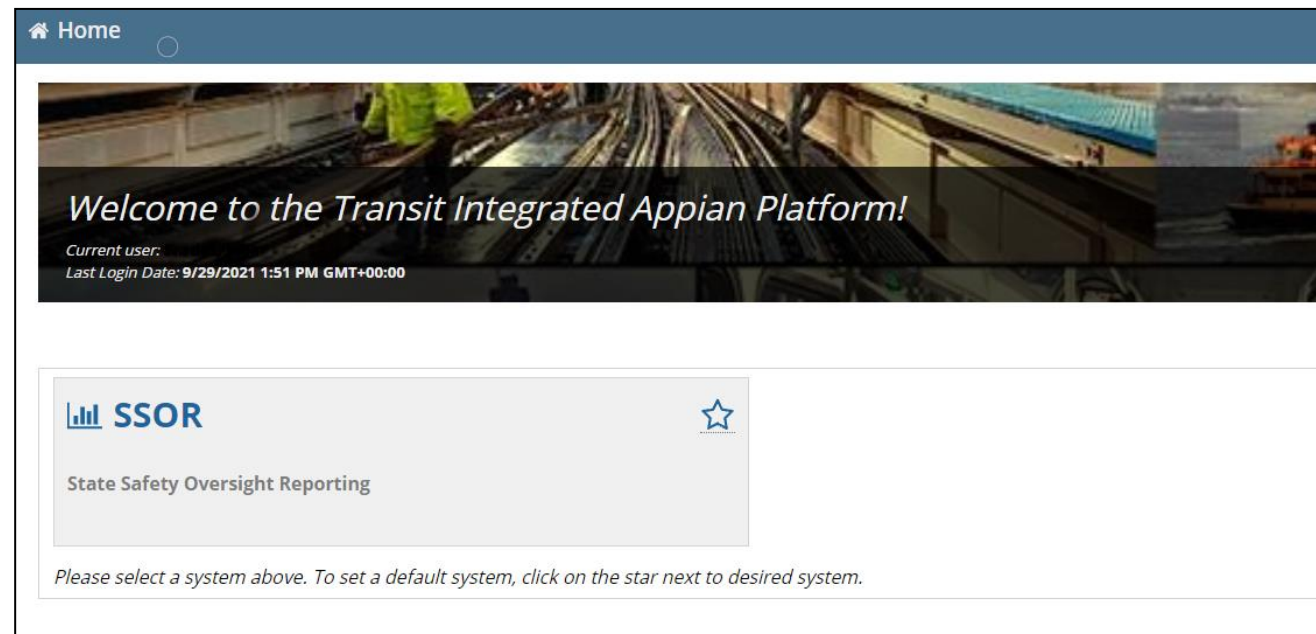 Home
Welcome to the Transit Integrated Appian Platform!
Current user:
Last Login Date: 9/29/2021 1:51 PM GMT+00:00
SSOR
State Safety Oversight Reporting
Please select a system above. To set a default system, click on the star next to desired system.